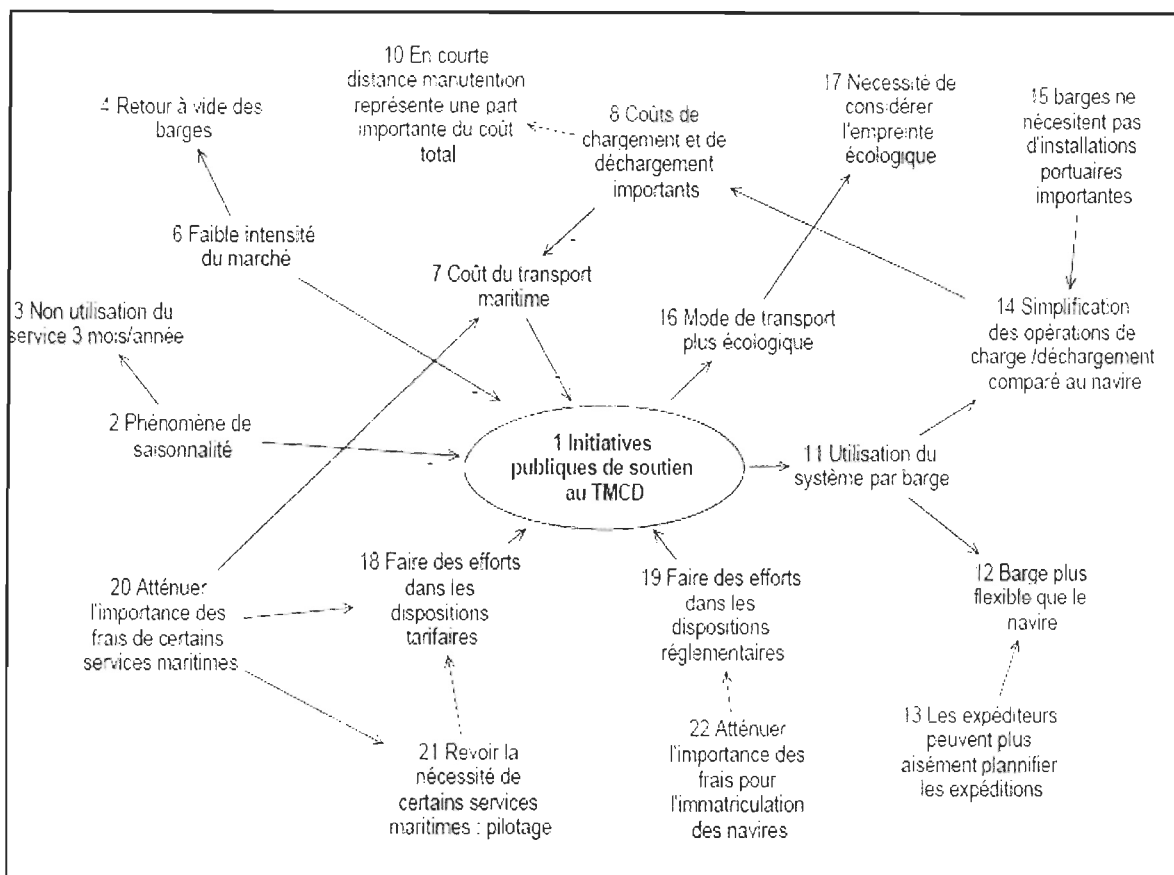 10 En courte
distance manutention
représente une part
importante du coût
total
17 Nécessité de
considérer
l'empreinte
écologique
4 Retour à vide des
barges
8 Coûts de
chargement et de
déchargement
importants
15 barges ne
nécesitent pas
d'installations
portuaires
importantes
6 Faible intensité
du marché
7 Coût du transport
maritime
3 Non utilisation du
service 3 mois/année
16 Mode de transport
plus écologique
14 Simplification
des opérations de
charge /déchargement
comparé au navire
2 Phénomène de
saisonnalité
1 Initiatives
publiques de soutien
au TMCD
11 Utilisation du
système par barge
18 Faire des efforts
dans les
dispositions
tarifaires
19 Faire des efforts
dans les
dispositions
réglementaires
12 Barge plus
flexible que le
navire
20 Atténuer
l'importance des
frais de certains
services maritimes
21 Revoir la
nécessité de
certains services
maritimes : pilotage
22 Atténuer
l'importance des
frais pour
l'immatriculation
des navires
13 Les expéditeurs
peuvent plus
aisément plannifier
les expéditions